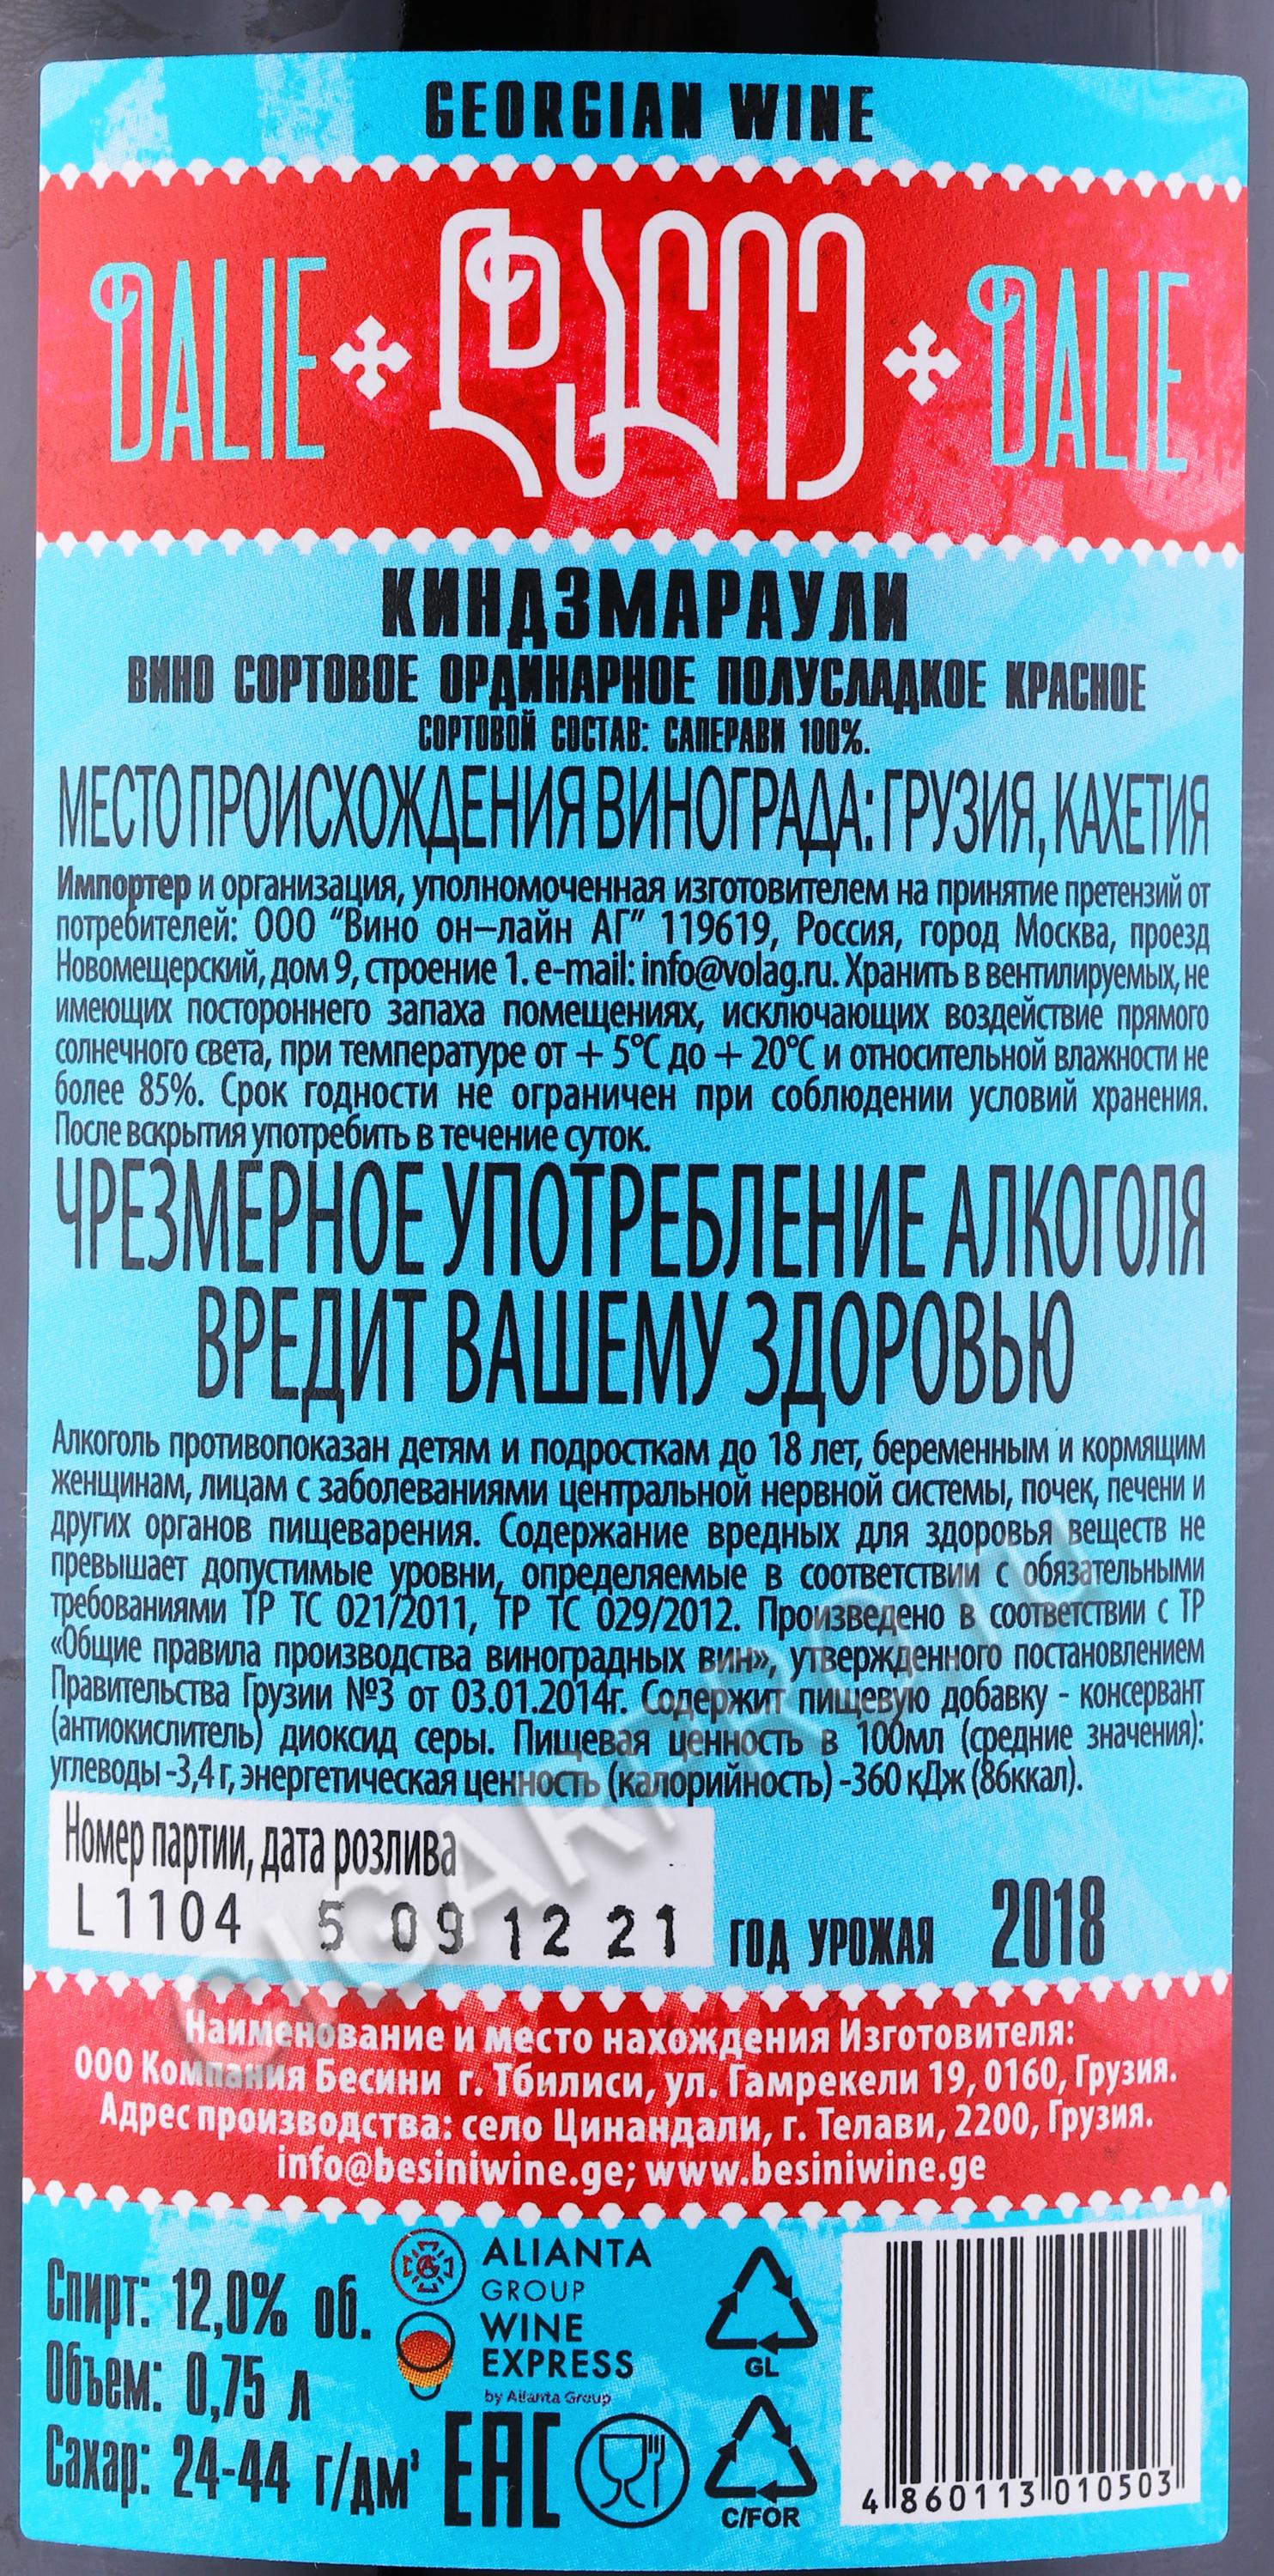 GEORGIAN WINE
DALIE დალი DALIE
КИНДЗМАРАУЛИ
ВИНО СОРТОВОЕ ОРДИНАРНОЕ ПОЛУСЛАДКОЕ КРАСНОЕ
СОРТОВОЙ СОСТАВ: САПЕРАВИ 100%.
МЕСТО ПРОИСХОЖДЕНИЯ ВИНОГРАДА: ГРУЗИЯ, КАХЕТИЯ
Импортер и организация, уполномоченная изготовителем на принятие претензий от
потребителей: ООО “Вино он–лайн АГ” 119619, Россия, город Москва, проезд
Новомещерский, дом 9, строение 1. e-mail: info@volag.ru. Хранить в вентилируемых, не
имеющих постороннего запаха помещениях, исключающих воздействие прямого
солнечного света, при температуре от + 5°С до + 20°С и относительной влажности не
более 85%. Срок годности не ограничен при соблюдении условий хранения.
После вскрытия употребить в течение суток.
ЧРЕЗМЕРНОЕ УПОТРЕБЛЕНИЕ АЛКОГОЛЯ
ВРЕДИТ ВАШЕМУ ЗДОРОВЬЮ
Алкоголь противопоказан детям и подросткам до 18 лет, беременным и кормящим
женщинам, лицам с заболеваниями центральной нервной системы, почек, печени и
других органов пищеварения. Содержание вредных для здоровья веществ не
превышает допустимые уровни, определяемые в соответствии с обязательными
требованиями ТР ТС 021/2011, ТР ТС 029/2012. Произведено в соответствии с ТР
«Общие правила производства виноградных вин», утвержденного постановлением
Правительства Грузии №3 от 03.01.2014г. Содержит пищевую добавку - консервант
(антиокислитель) диоксид серы. Пищевая ценность в 100мл (средние значения):
углеводы -3,4 г, энергетическая ценность (калорийность) -360 кДж (86ккал).
Номер партии, дата розлива
L 1104 5 09 12 21 ГОД УРОЖАЯ 2018
CIGARPRO.ru
Наименование и место нахождения Изготовителя:
ООО Компания Бесини г. Тбилиси, ул. Гамрекели 19, 0160, Грузия.
Адрес производства: село Цинандали, г. Телави, 2200, Грузия.
info@besiniwine.ge; www.besiniwine.ge
Спирт: 12,0% об.
Объем: 0,75 л
Сахар: 24-44 г/дм³
ALIANTA
GROUP
WINE
EXPRESS
by Alianta Group
EAC
GL
C/FOR
4 860113 010503